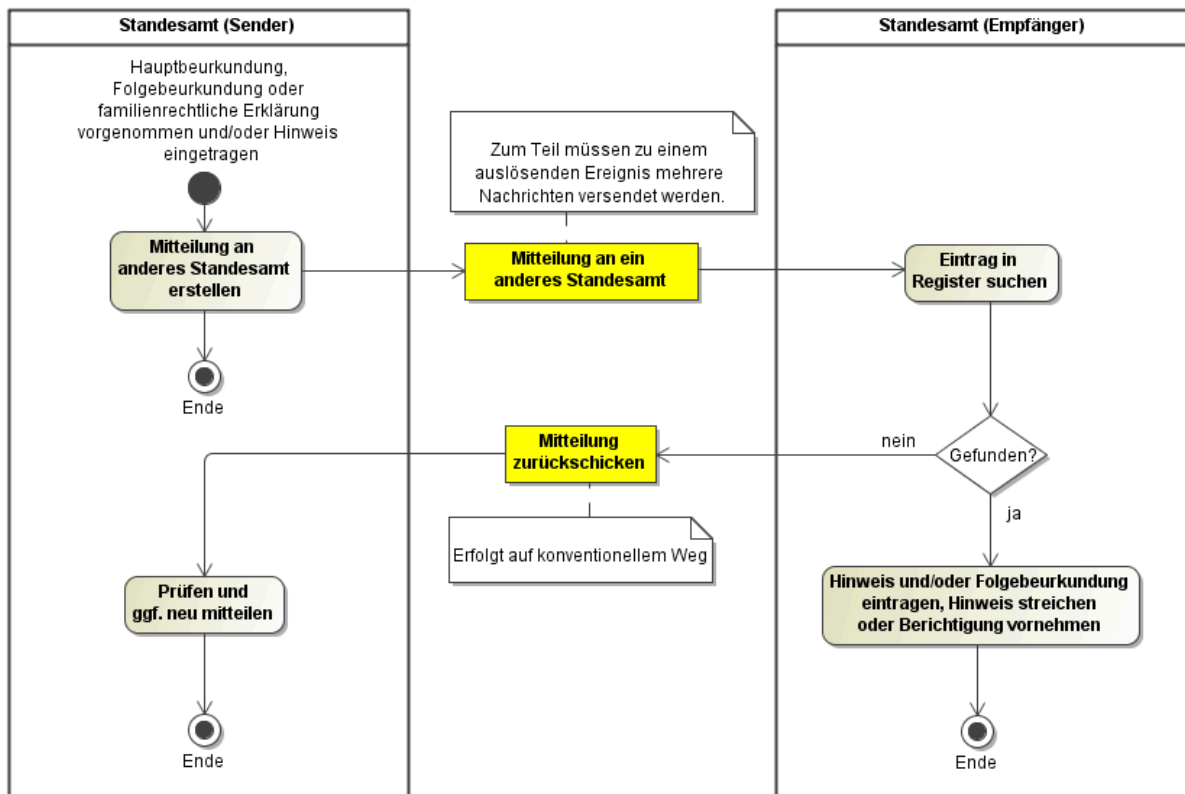 Standesamt (Sender)
Standesamt (Empfänger)
Hauptbeurkundung,
Folgebeurkundung oder
familienrechtliche Erklärung
vorgenommen und/oder Hinweis
eingetragen
Zum Teil müssen zu einem
auslösenden Ereignis mehrere
Nachrichten versendet werden.
Mitteilung an
anderes Standesamt
erstellen
Mitteilung an ein
anderes Standesamt
Eintrag in
Register suchen
Ende
Gefunden?
nein
ja
Mitteilung
zurückschicken
Erfolgt auf konventionellem Weg
Prüfen und
ggf. neu mitteilen
Hinweis und/oder Folgebeurkundung
eintragen, Hinweis streichen
oder Berichtigung vornehmen
Ende
Ende